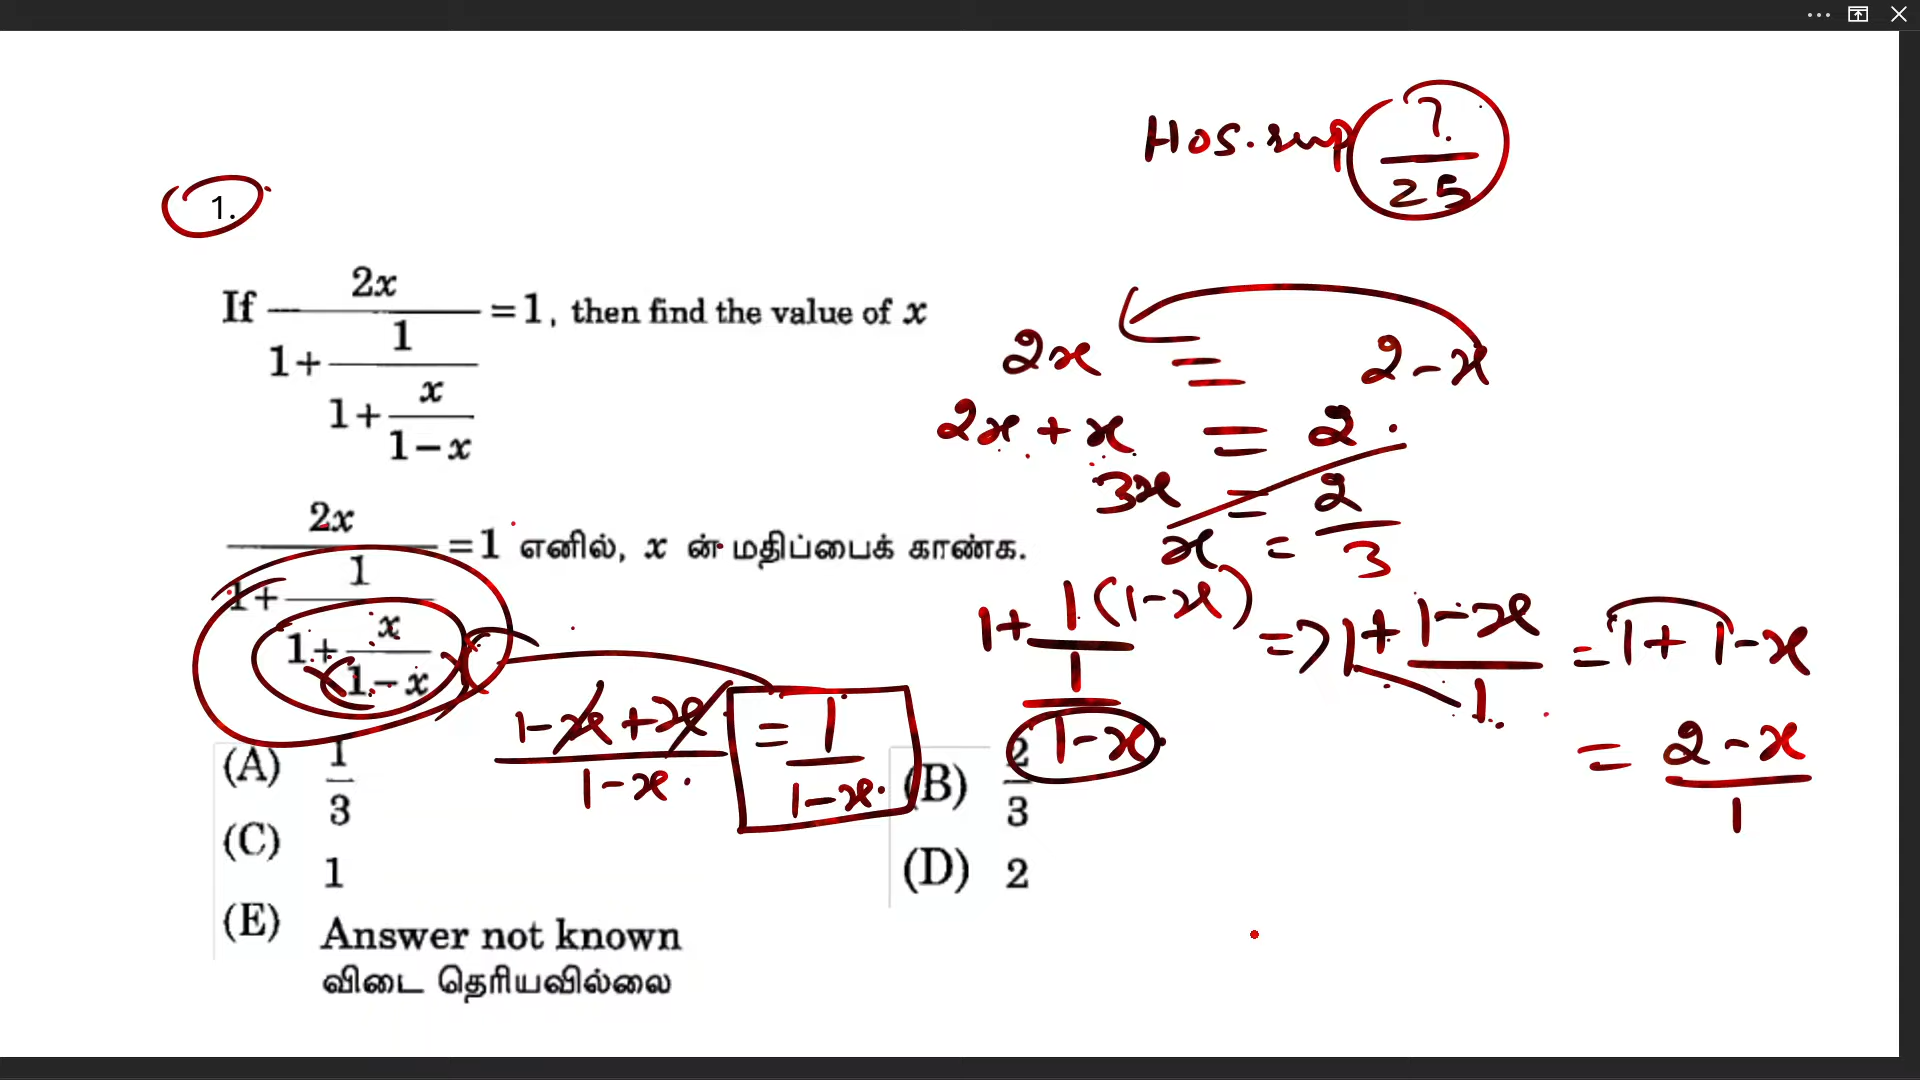 Hos. sup ?/25
1.
If 2x / (1 + 1 / (1 + x / (1 − x))) = 1, then find the value of x
2x = 2 - x
2x + x = 2
3x = 2
x = 2/3
2x / (1 + 1 / (1 + x / (1 − x))) = 1 எனில், x ன் மதிப்பைக் காண்க.
1 + 1(1-x) / (1 / (1-x)) => 1 + (1-x)/1 = 1 + 1 - x
= (2 - x)/1
(1 - x + x)/(1 - x) = 1/(1 - x)
(A) 1/3
(B) 2/3
(C) 1
(D) 2
(E) Answer not known
விடை தெரியவில்லை